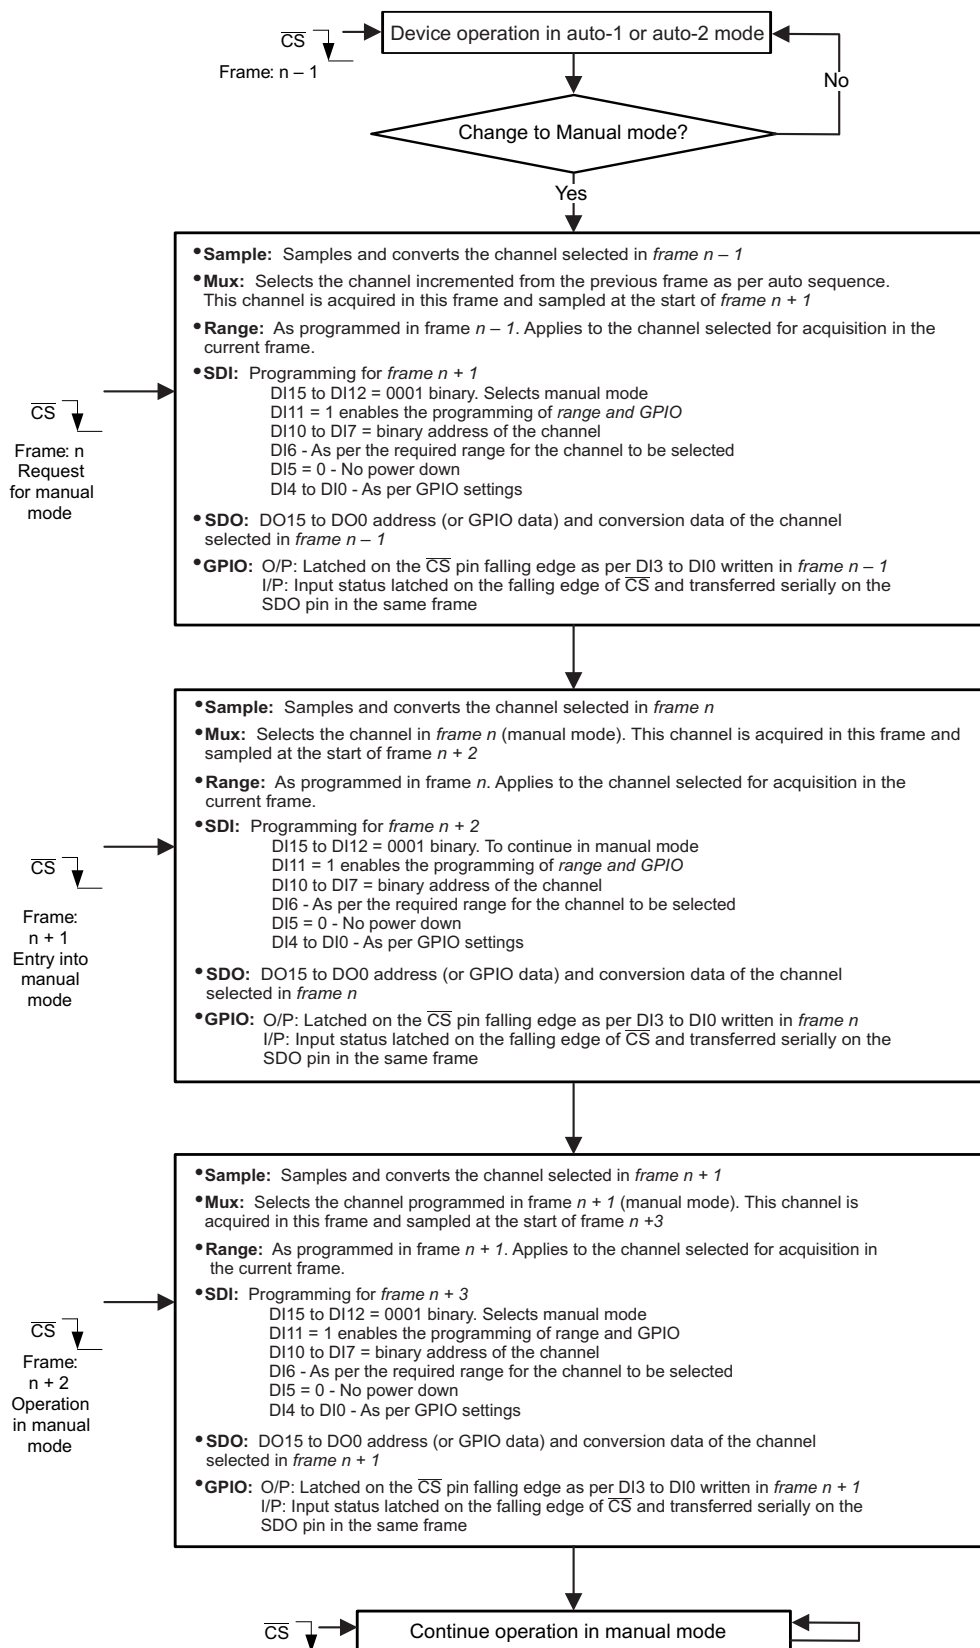 Device operation in auto-1 or auto-2 mode
CS
Frame: n – 1
No
Change to Manual mode?
Yes
•Sample: Samples and converts the channel selected in frame n – 1
•Mux: Selects the channel incremented from the previous frame as per auto sequence.
This channel is acquired in this frame and sampled at the start of frame n + 1
•Range: As programmed in frame n – 1. Applies to the channel selected for acquisition in the
current frame.
•SDI: Programming for frame n + 1
DI15 to DI12 = 0001 binary. Selects manual mode
DI11 = 1 enables the programming of range and GPIO
DI10 to DI7 = binary address of the channel
DI6 - As per the required range for the channel to be selected
DI5 = 0 - No power down
DI4 to DI0 - As per GPIO settings
•SDO: DO15 to DO0 address (or GPIO data) and conversion data of the channel
selected in frame n – 1
•GPIO: O/P: Latched on the CS pin falling edge as per DI3 to DI0 written in frame n – 1
I/P: Input status latched on the falling edge of CS and transferred serially on the
SDO pin in the same frame
CS
Frame: n
Request
for manual
mode
•Sample: Samples and converts the channel selected in frame n
•Mux: Selects the channel in frame n (manual mode). This channel is acquired in this frame and
sampled at the start of frame n + 2
•Range: As programmed in frame n. Applies to the channel selected for acquisition in the
current frame.
•SDI: Programming for frame n + 2
DI15 to DI12 = 0001 binary. To continue in manual mode
DI11 = 1 enables the programming of range and GPIO
DI10 to DI7 = binary address of the channel
DI6 - As per the required range for the channel to be selected
DI5 = 0 - No power down
DI4 to DI0 - As per GPIO settings
•SDO: DO15 to DO0 address (or GPIO data) and conversion data of the channel
selected in frame n
•GPIO: O/P: Latched on the CS pin falling edge as per DI3 to DI0 written in frame n
I/P: Input status latched on the falling edge of CS and transferred serially on the
SDO pin in the same frame
CS
Frame:
n + 1
Entry into
manual
mode
•Sample: Samples and converts the channel selected in frame n + 1
•Mux: Selects the channel programmed in frame n + 1 (manual mode). This channel is
acquired in this frame and sampled at the start of frame n +3
•Range: As programmed in frame n + 1. Applies to the channel selected for acquisition in
the current frame.
•SDI: Programming for frame n + 3
DI15 to DI12 = 0001 binary. Selects manual mode
DI11 = 1 enables the programming of range and GPIO
DI10 to DI7 = binary address of the channel
DI6 - As per the required range for the channel to be selected
DI5 = 0 - No power down
DI4 to DI0 - As per GPIO settings
•SDO: DO15 to DO0 address (or GPIO data) and conversion data of the channel
selected in frame n + 1
•GPIO: O/P: Latched on the CS pin falling edge as per DI3 to DI0 written in frame n + 1
I/P: Input status latched on the falling edge of CS and transferred serially on the
SDO pin in the same frame
CS
Frame:
n + 2
Operation
in manual
mode
CS
Continue operation in manual mode